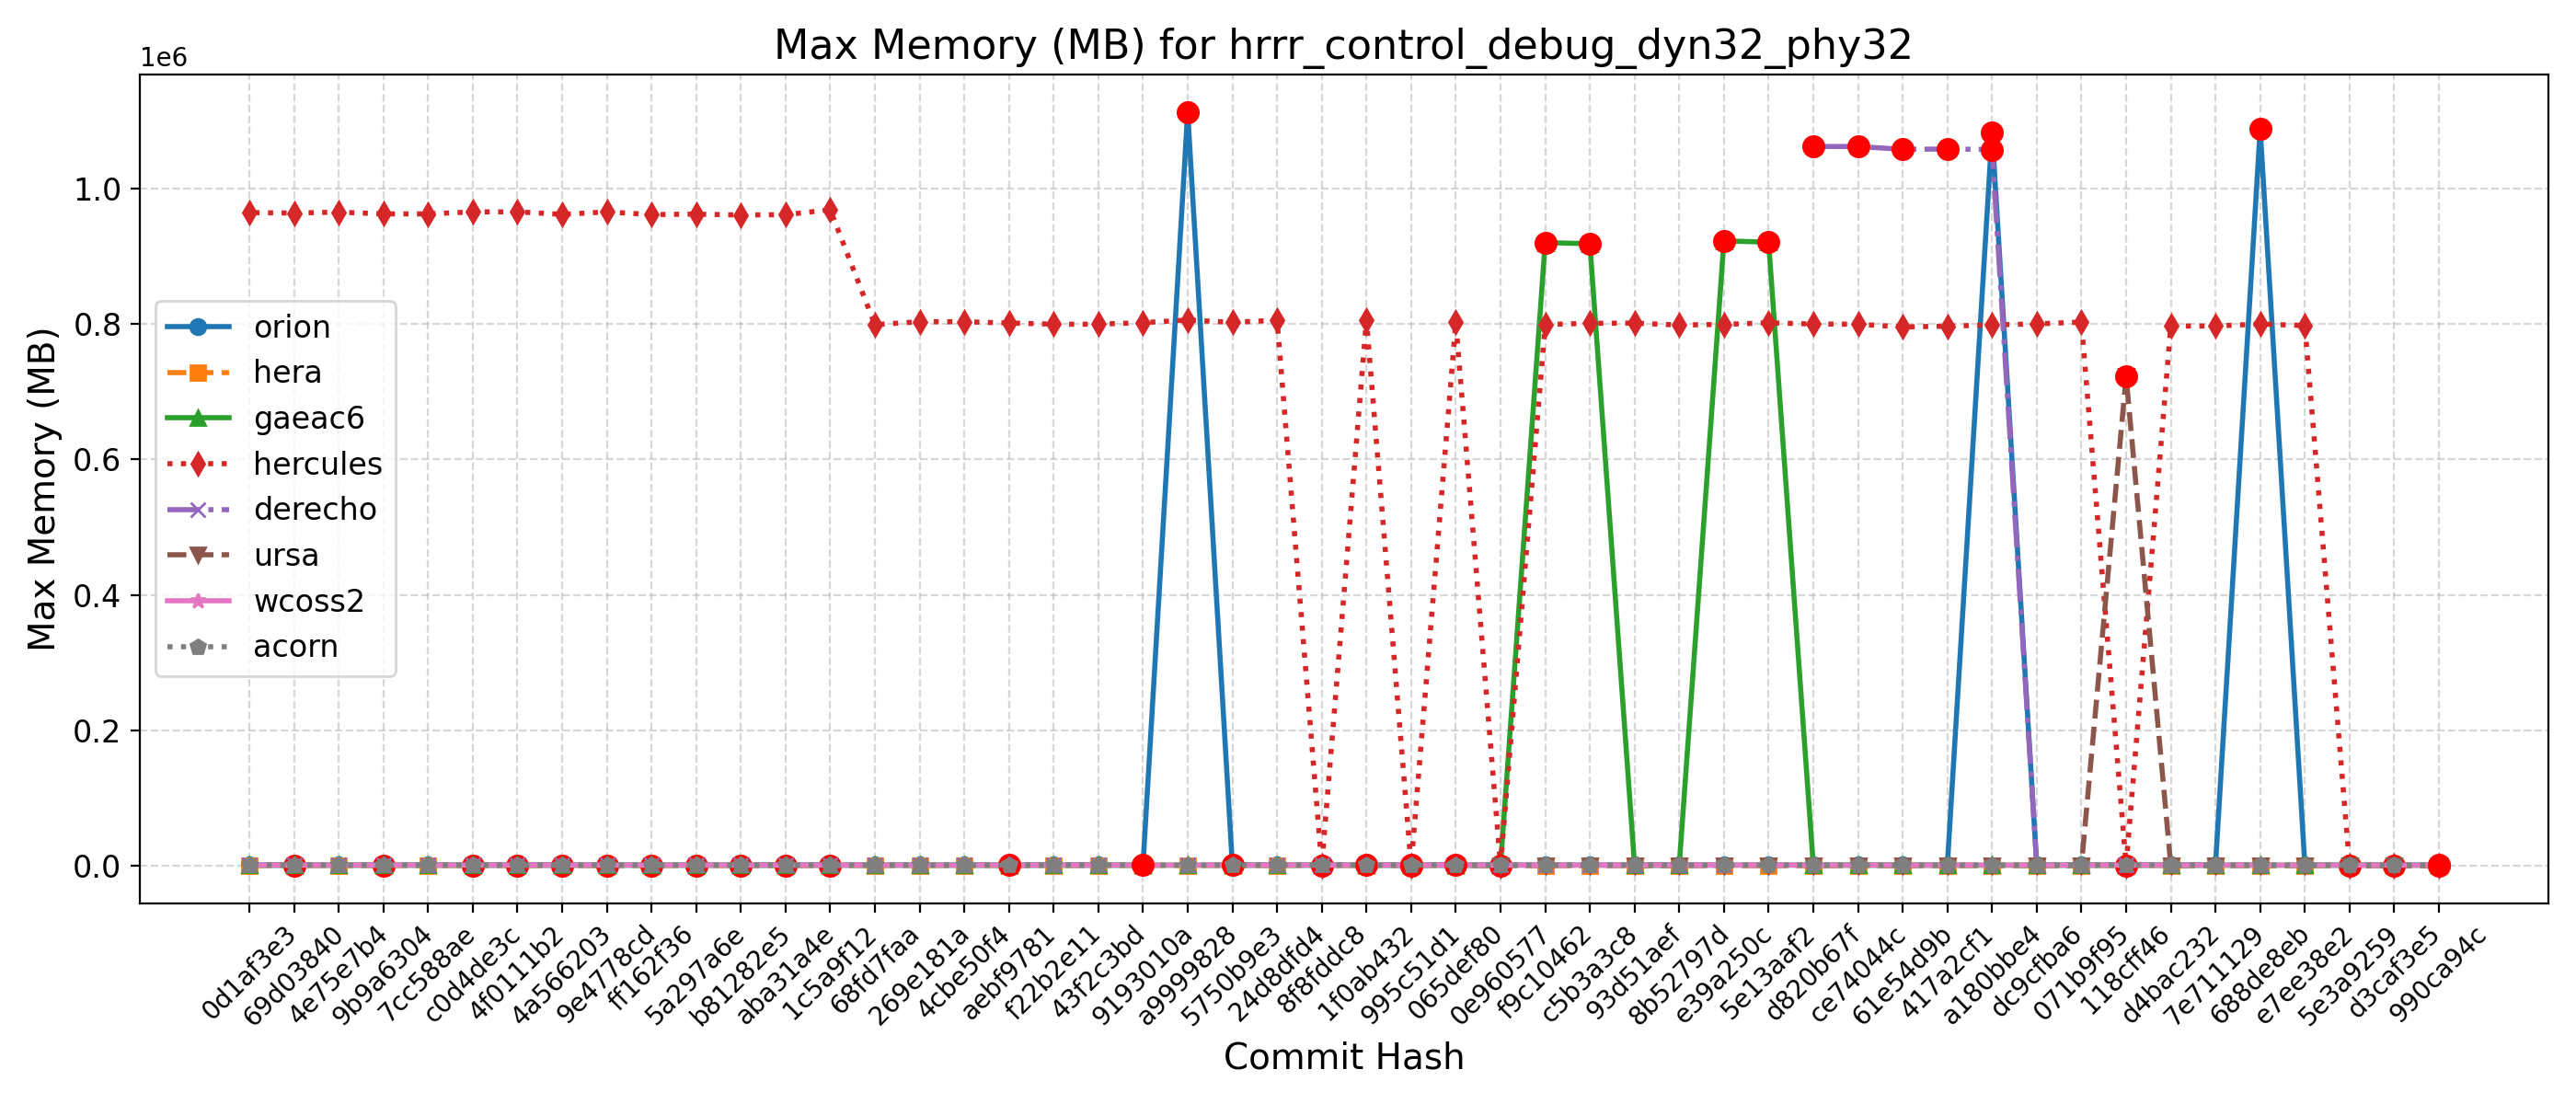 Max Memory (MB) for hrrr_control_debug_dyn32_phy32
1e6
Max Memory (MB)
1.0
0.8
0.6
0.4
0.2
0.0
orion
hera
gaeac6
hercules
derecho
ursa
wcoss2
acorn
0d1af3e3
69d03840
4e75e7b4
9b9a6304
7cc588ae
c0d4de3c
4f0111b2
4a566203
9e4778cd
ff162f36
5a297a6e
b81282e5
aba31a4e
1c5a9f12
68fd7faa
269e181a
4cbe50f4
aebf9781
f22b2e11
43f2c3bd
9193010a
a9999828
5750b9e3
24d8dfd4
8f8fddc8
1f0ab432
995c51d1
065def80
0e960577
f9c10462
c5b3a3c8
93d51aef
8b52797d
e39a250c
5e13aaf2
d820b67f
ce74044c
61e54d9b
417a2cf1
a180bbe4
dc9cfba6
071b9f95
118cff46
d4bac232
7e711129
688de8eb
e7ee38e2
5e3a9259
d3caf3e5
990ca94c
Commit Hash